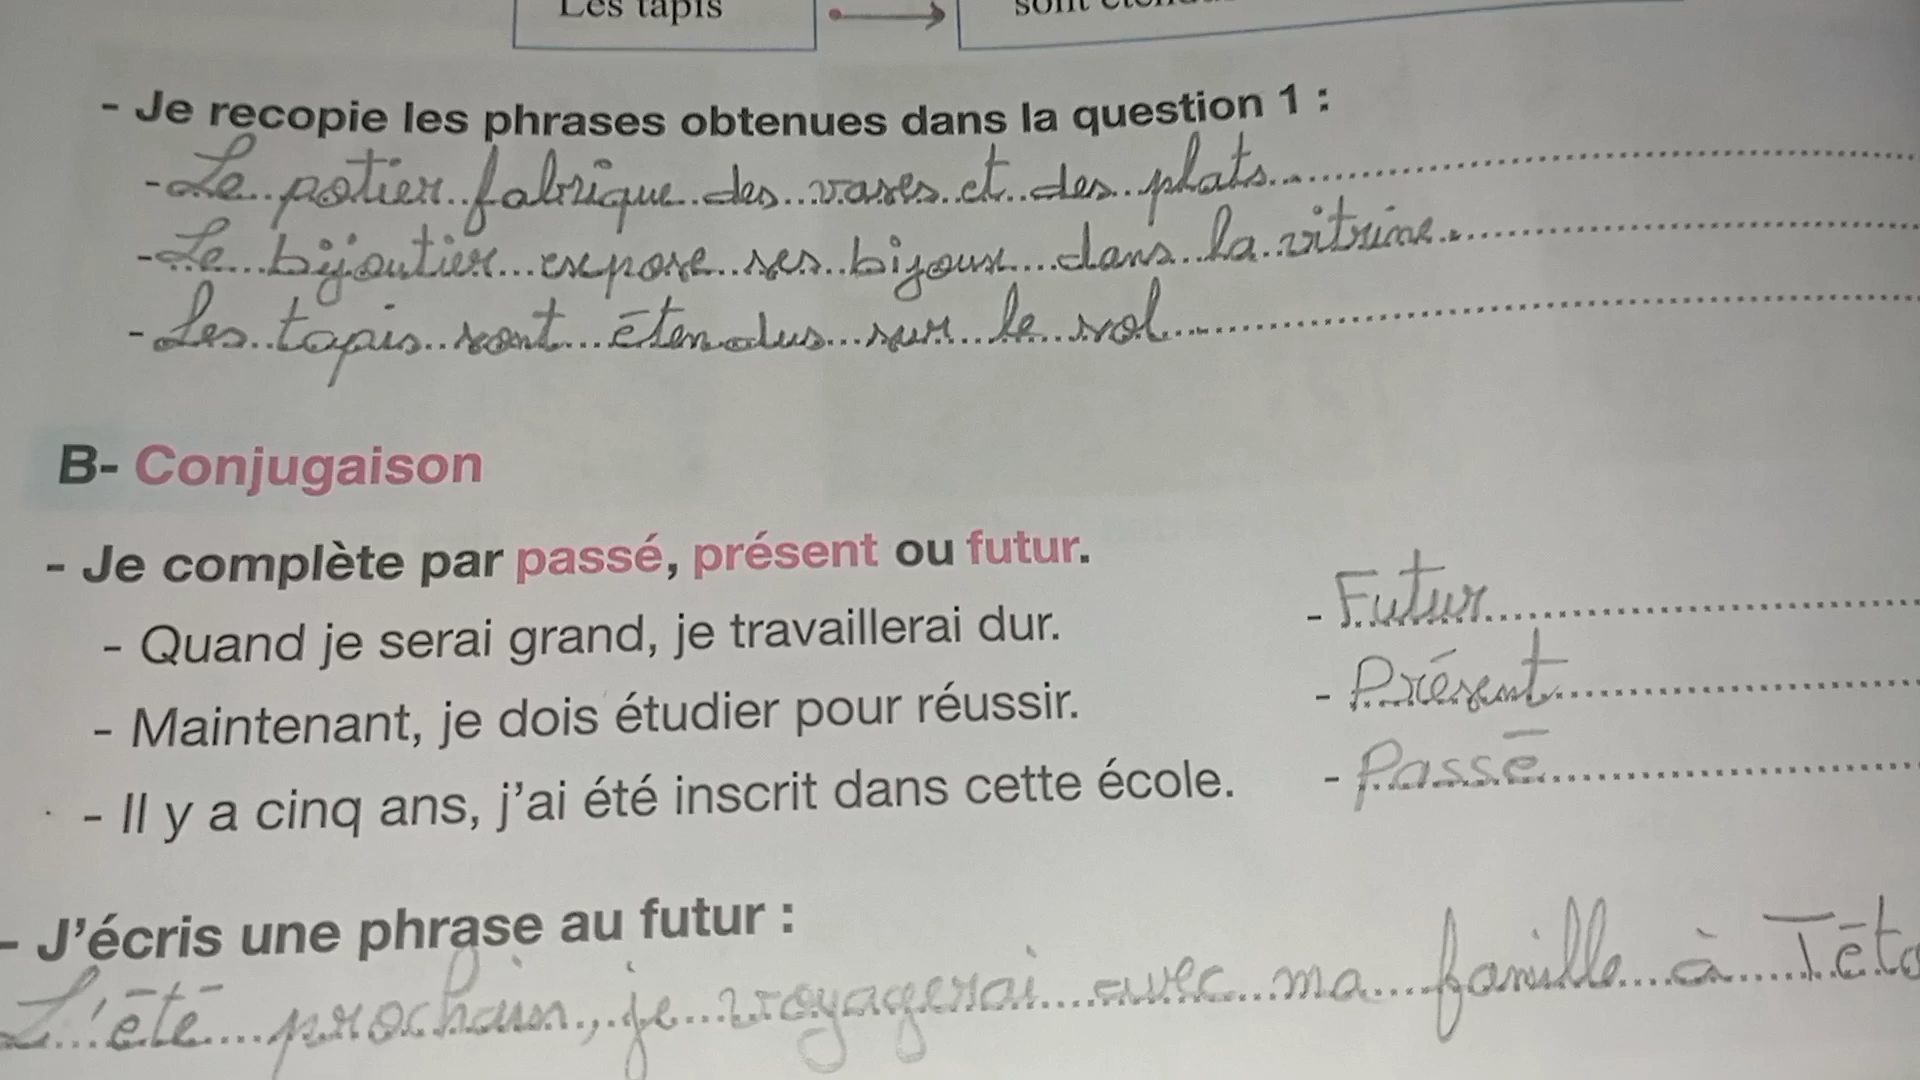 Les tapis
sont
- Je recopie les phrases obtenues dans la question 1 :
- Le potier fabrique des vases et des plats.
- Le bijoutier expose ses bijoux dans la vitrine.
- Les tapis sont étendus sur le sol.
B- Conjugaison
- Je complète par passé, présent ou futur.
- Quand je serai grand, je travaillerai dur. - Futur
- Maintenant, je dois étudier pour réussir. - Présent
- Il y a cinq ans, j'ai été inscrit dans cette école. - Passé
- J'écris une phrase au futur :
L'été prochain, je voyagerai avec ma famille à